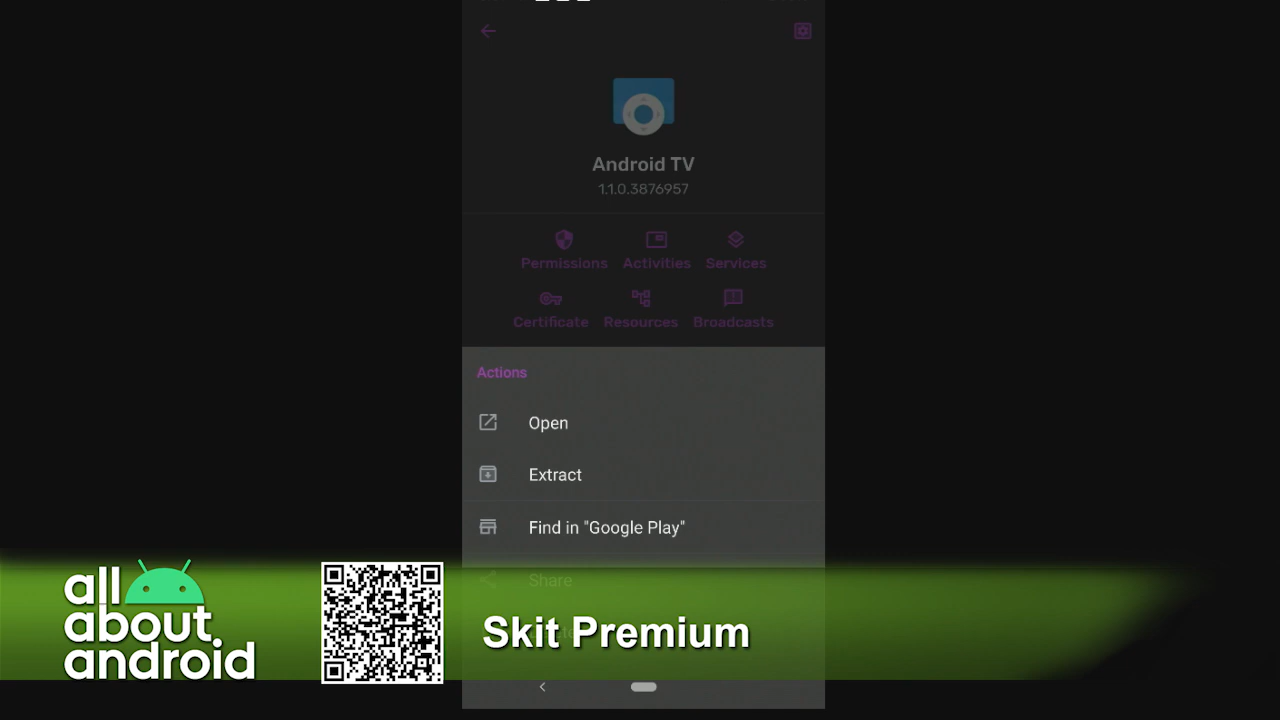 Android TV
1.1.0.3876957
Permissions Activities Services
Certificate Resources Broadcasts
Actions
Open
Extract
Find in "Google Play"
Share
all
about
android
Skit Premium